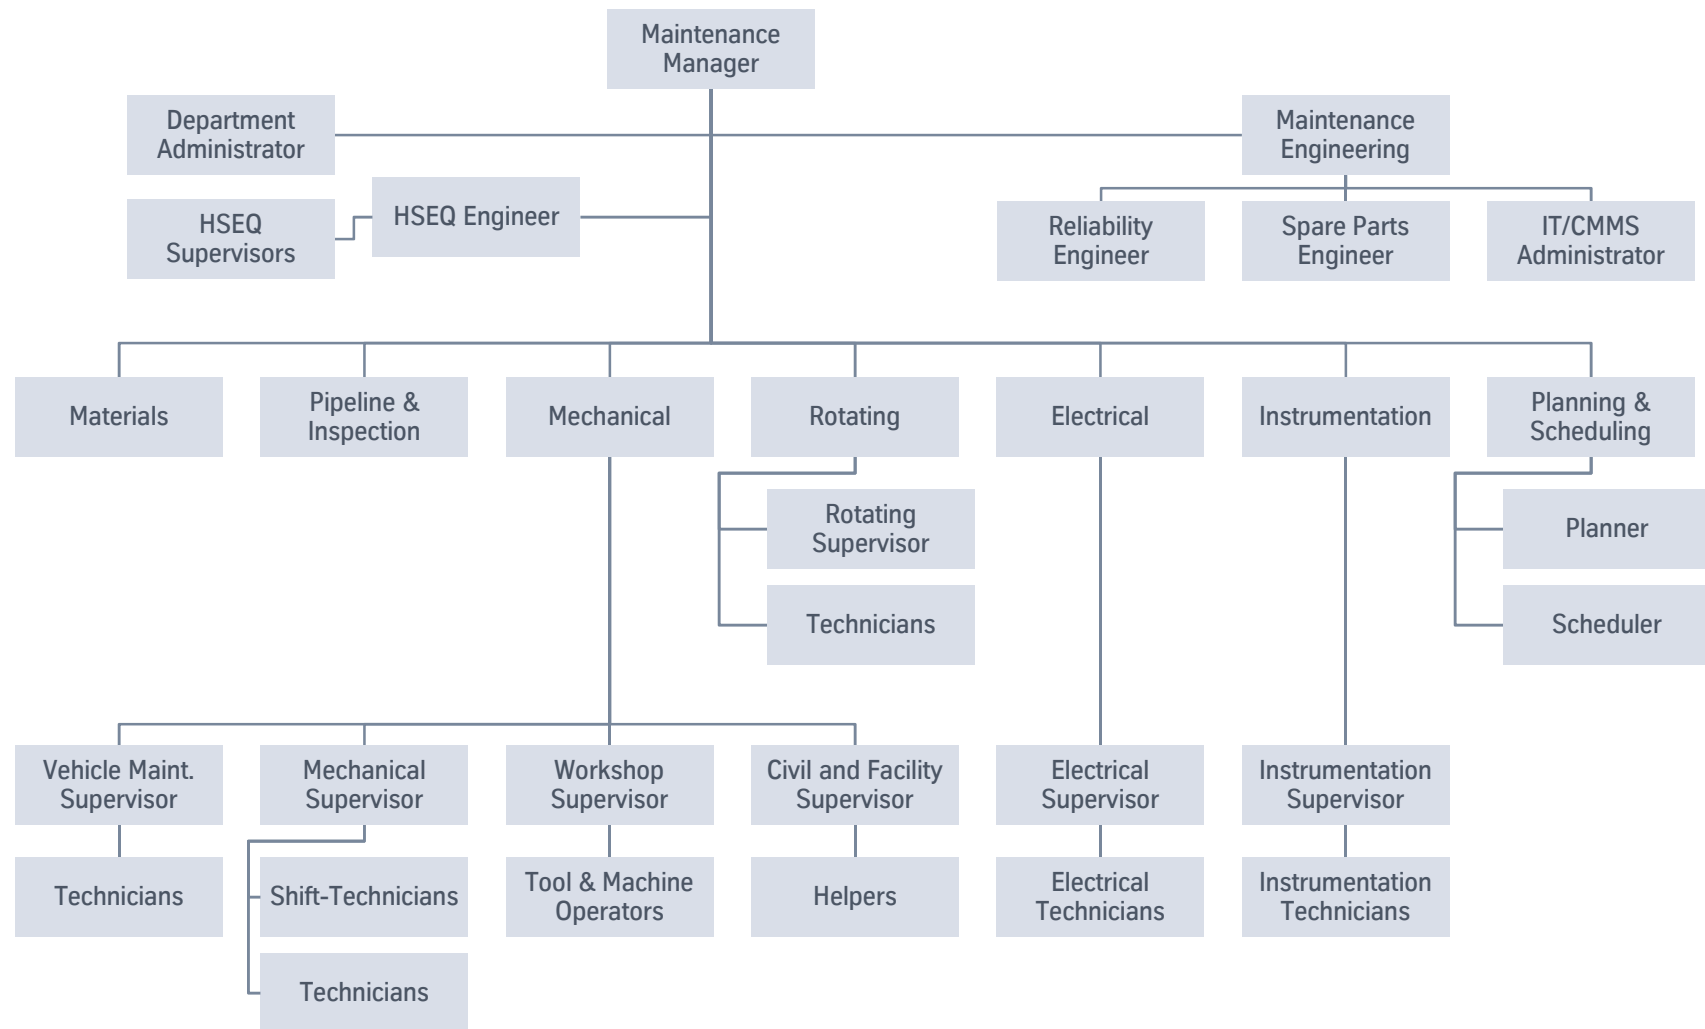 Maintenance
Manager
Department
Administrator
Maintenance
Engineering
HSEQ Engineer
HSEQ
Supervisors
Reliability
Engineer
Spare Parts
Engineer
IT/CMMS
Administrator
Materials
Pipeline &
Inspection
Mechanical
Rotating
Electrical
Instrumentation
Planning &
Scheduling
Rotating
Supervisor
Planner
Technicians
Scheduler
Vehicle Maint.
Supervisor
Mechanical
Supervisor
Workshop
Supervisor
Civil and Facility
Supervisor
Electrical
Supervisor
Instrumentation
Supervisor
Technicians
Shift-Technicians
Tool & Machine
Operators
Helpers
Electrical
Technicians
Instrumentation
Technicians
Technicians